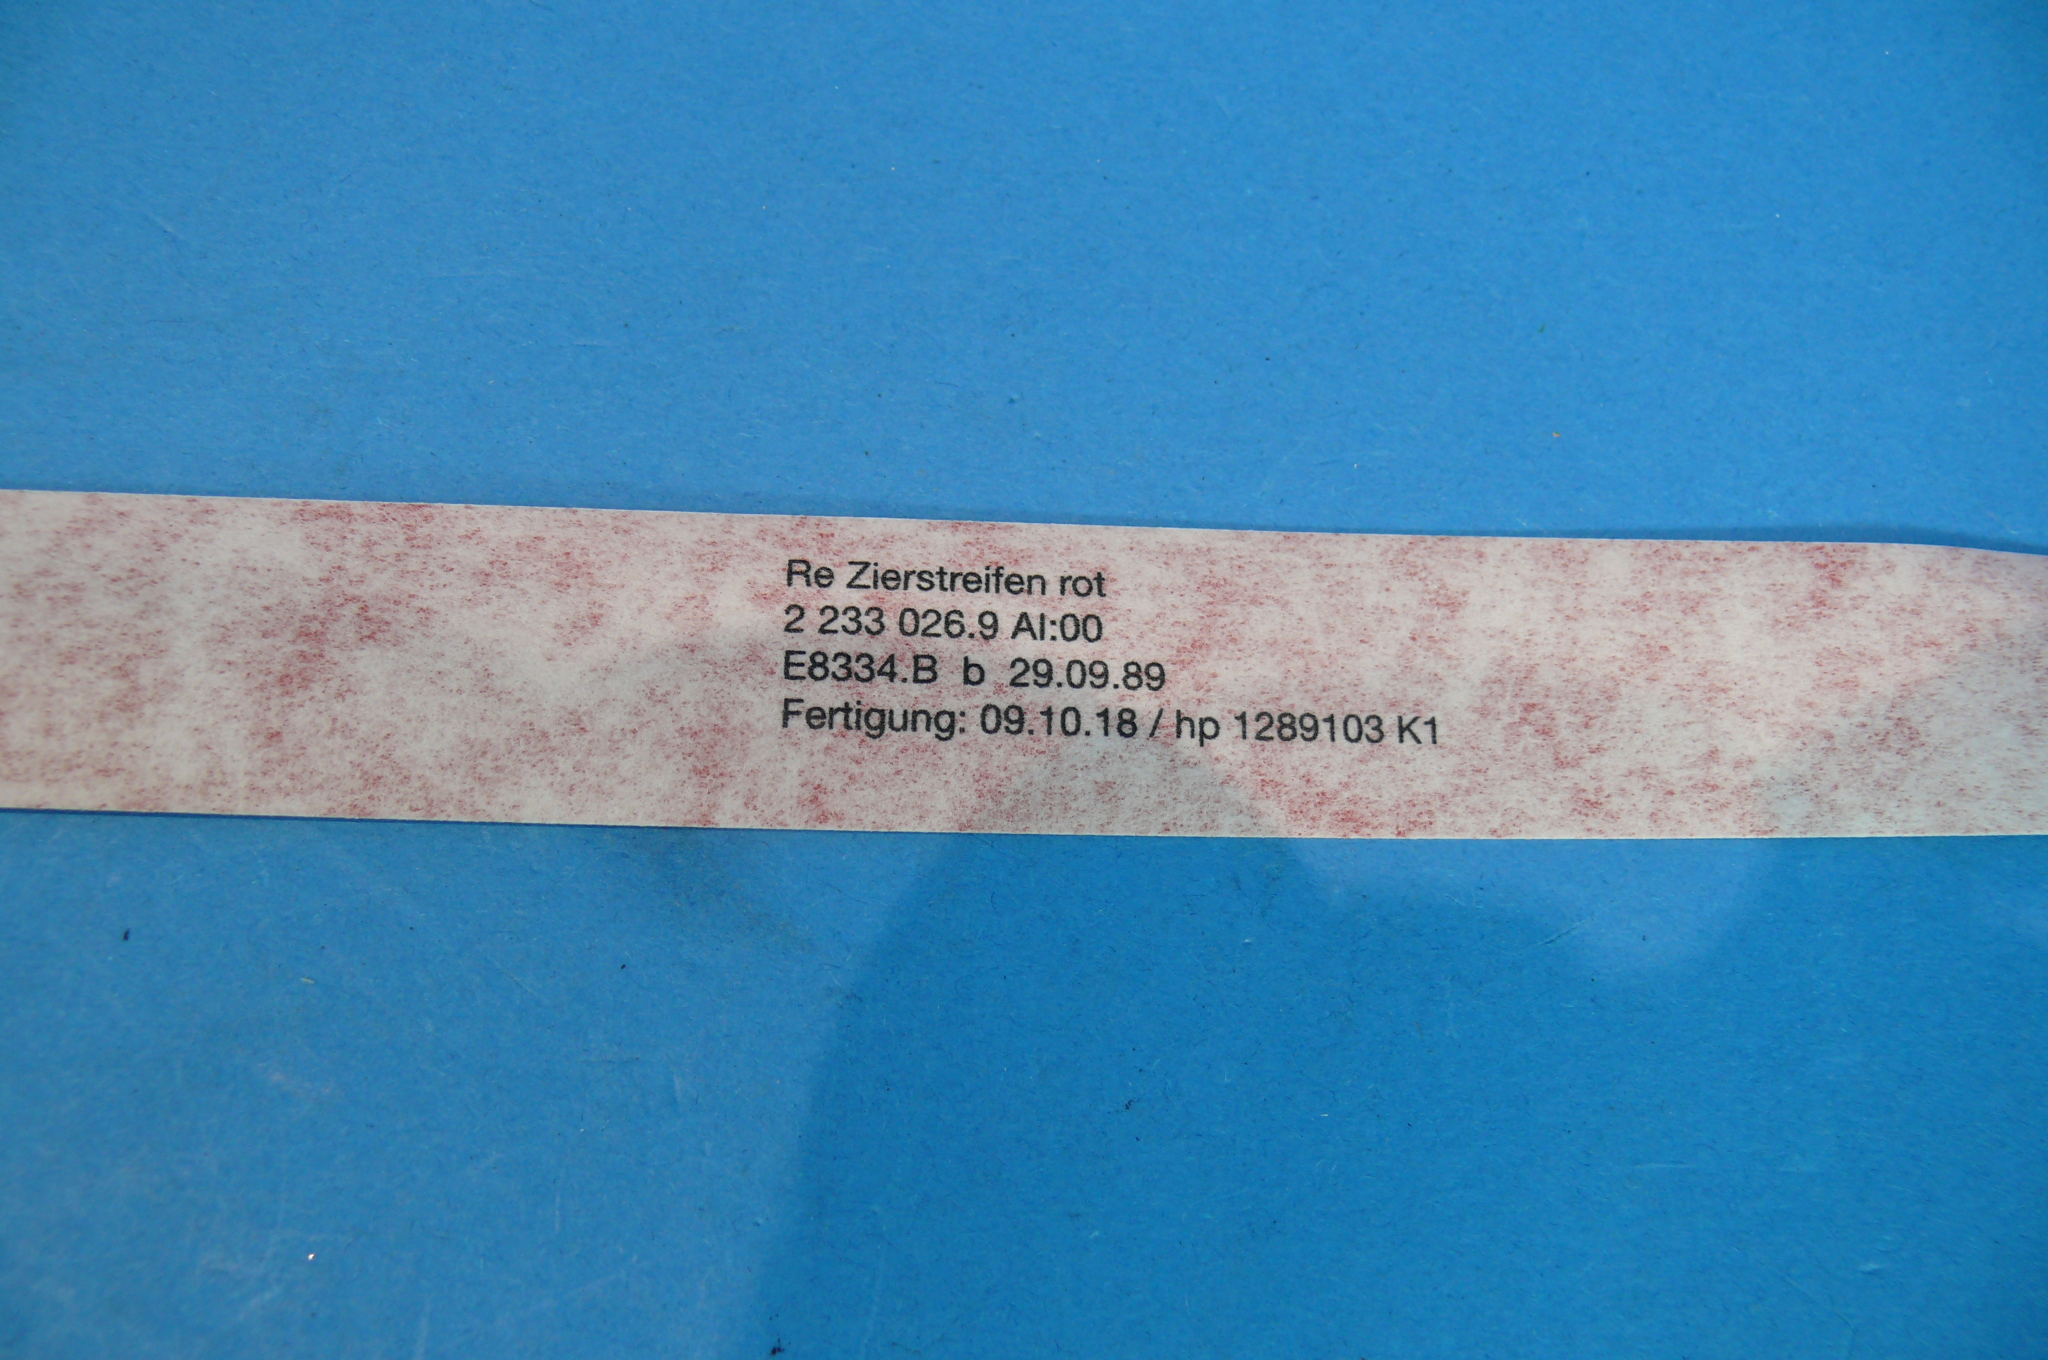 Re Zierstreifen rot
2 233 026.9 AI:00
E8334.B b 29.09.89
Fertigung: 09.10.18 / hp 1289103 K1